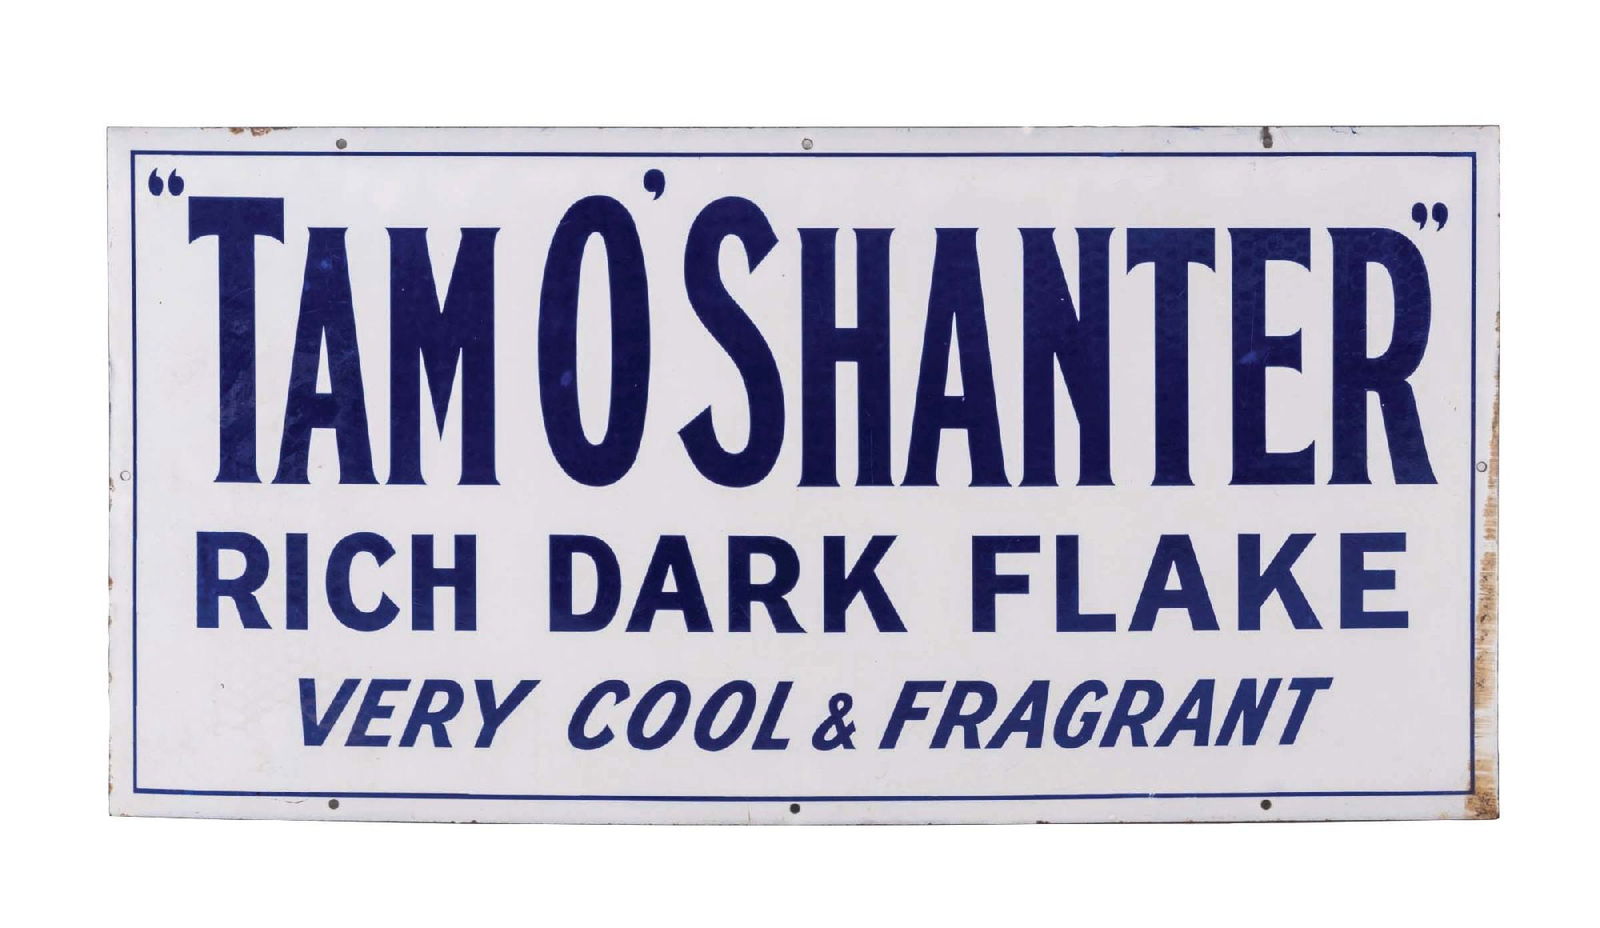 “TAM O’SHANTER”
RICH DARK FLAKE
VERY COOL & FRAGRANT